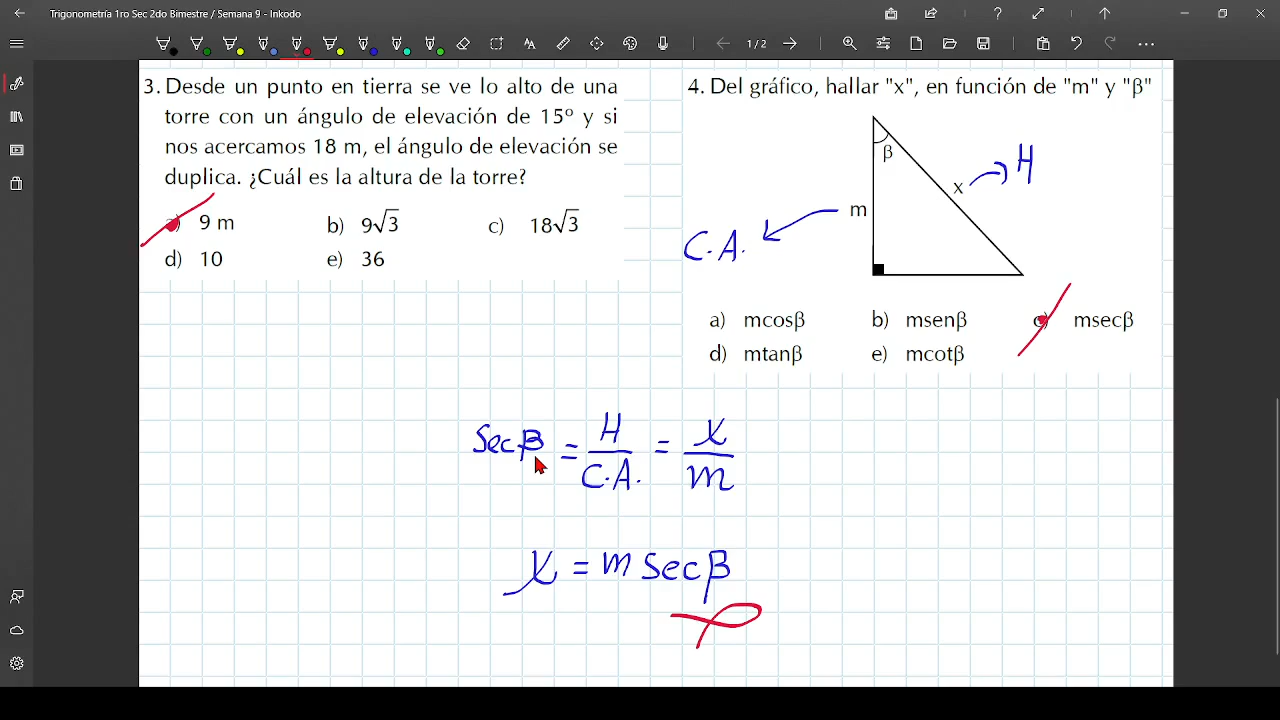 Trigonometría 1ro Sec 2do Bimestre / Semana 9 - Inkodo
1/2
3. Desde un punto en tierra se ve lo alto de una
torre con un ángulo de elevación de 15º y si
nos acercamos 18 m, el ángulo de elevación se
duplica. ¿Cuál es la altura de la torre?
a) 9 m b) 9√3 c) 18√3
d) 10 e) 36
4. Del gráfico, hallar "x", en función de "m" y "β"
β
x
H
m
C.A.
a) mcosβ b) msenβ c) msecβ
d) mtanβ e) mcotβ
Secβ = H/C.A. = x/m
x = m Secβ